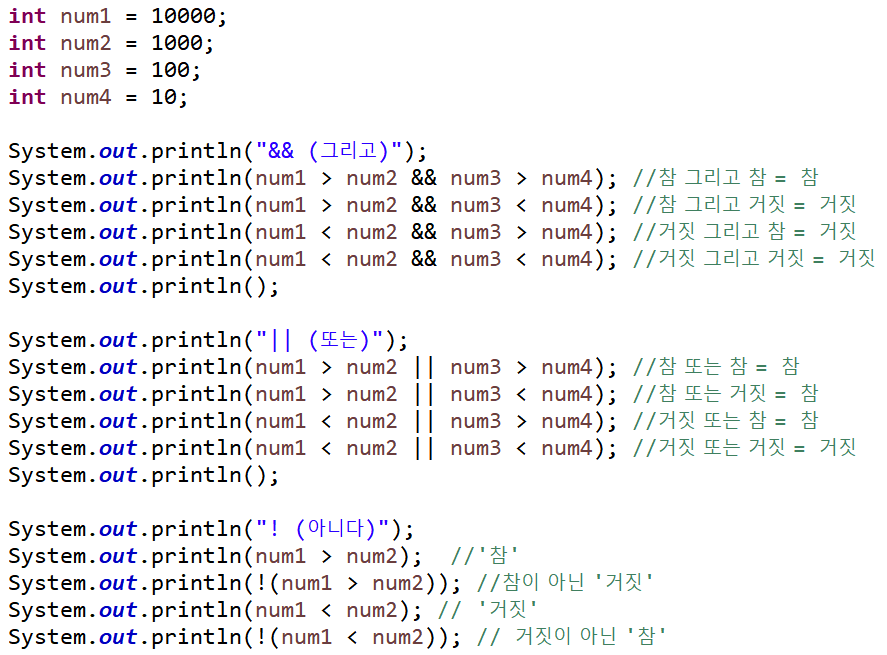 int num1 = 10000;
int num2 = 1000;
int num3 = 100;
int num4 = 10;

System.out.println("&& (그리고)");
System.out.println(num1 > num2 && num3 > num4); //참 그리고 참 = 참
System.out.println(num1 > num2 && num3 < num4); //참 그리고 거짓 = 거짓
System.out.println(num1 < num2 && num3 > num4); //거짓 그리고 참 = 거짓
System.out.println(num1 < num2 && num3 < num4); //거짓 그리고 거짓 = 거짓
System.out.println();

System.out.println("|| (또는)");
System.out.println(num1 > num2 || num3 > num4); //참 또는 참 = 참
System.out.println(num1 > num2 || num3 < num4); //참 또는 거짓 = 참
System.out.println(num1 < num2 || num3 > num4); //거짓 또는 참 = 참
System.out.println(num1 < num2 || num3 < num4); //거짓 또는 거짓 = 거짓
System.out.println();

System.out.println("! (아니다)");
System.out.println(num1 > num2);  //'참'
System.out.println(!(num1 > num2)); //참이 아닌 '거짓'
System.out.println(num1 < num2); // '거짓'
System.out.println(!(num1 < num2)); // 거짓이 아닌 '참'